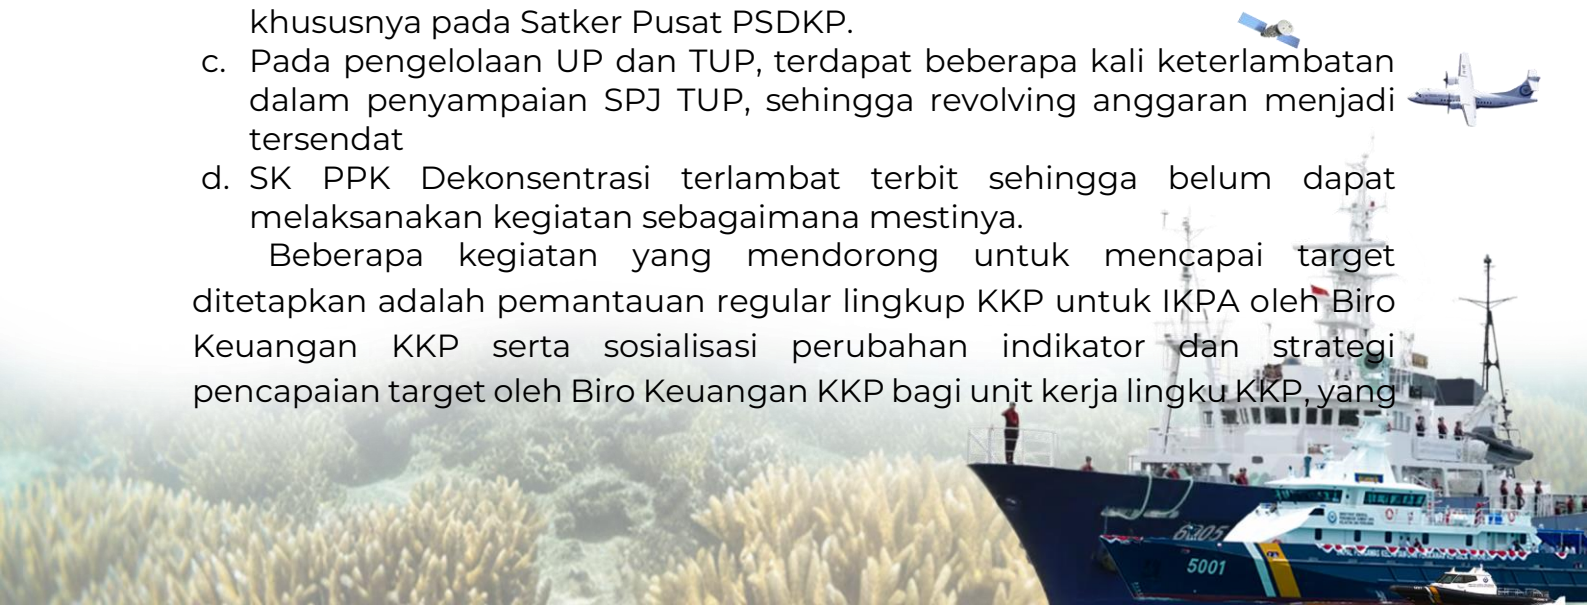 khususnya pada Satker Pusat PSDKP.
c. Pada pengelolaan UP dan TUP, terdapat beberapa kali keterlambatan
dalam penyampaian SPJ TUP, sehingga revolving anggaran menjadi
tersendat
d. SK PPK Dekonsentrasi terlambat terbit sehingga belum dapat
melaksanakan kegiatan sebagaimana mestinya.
Beberapa kegiatan yang mendorong untuk mencapai target
ditetapkan adalah pemantauan regular lingkup KKP untuk IKPA oleh Biro
Keuangan KKP serta sosialisasi perubahan indikator dan strategi
pencapaian target oleh Biro Keuangan KKP bagi unit kerja lingku KKP, yang
6305
5001